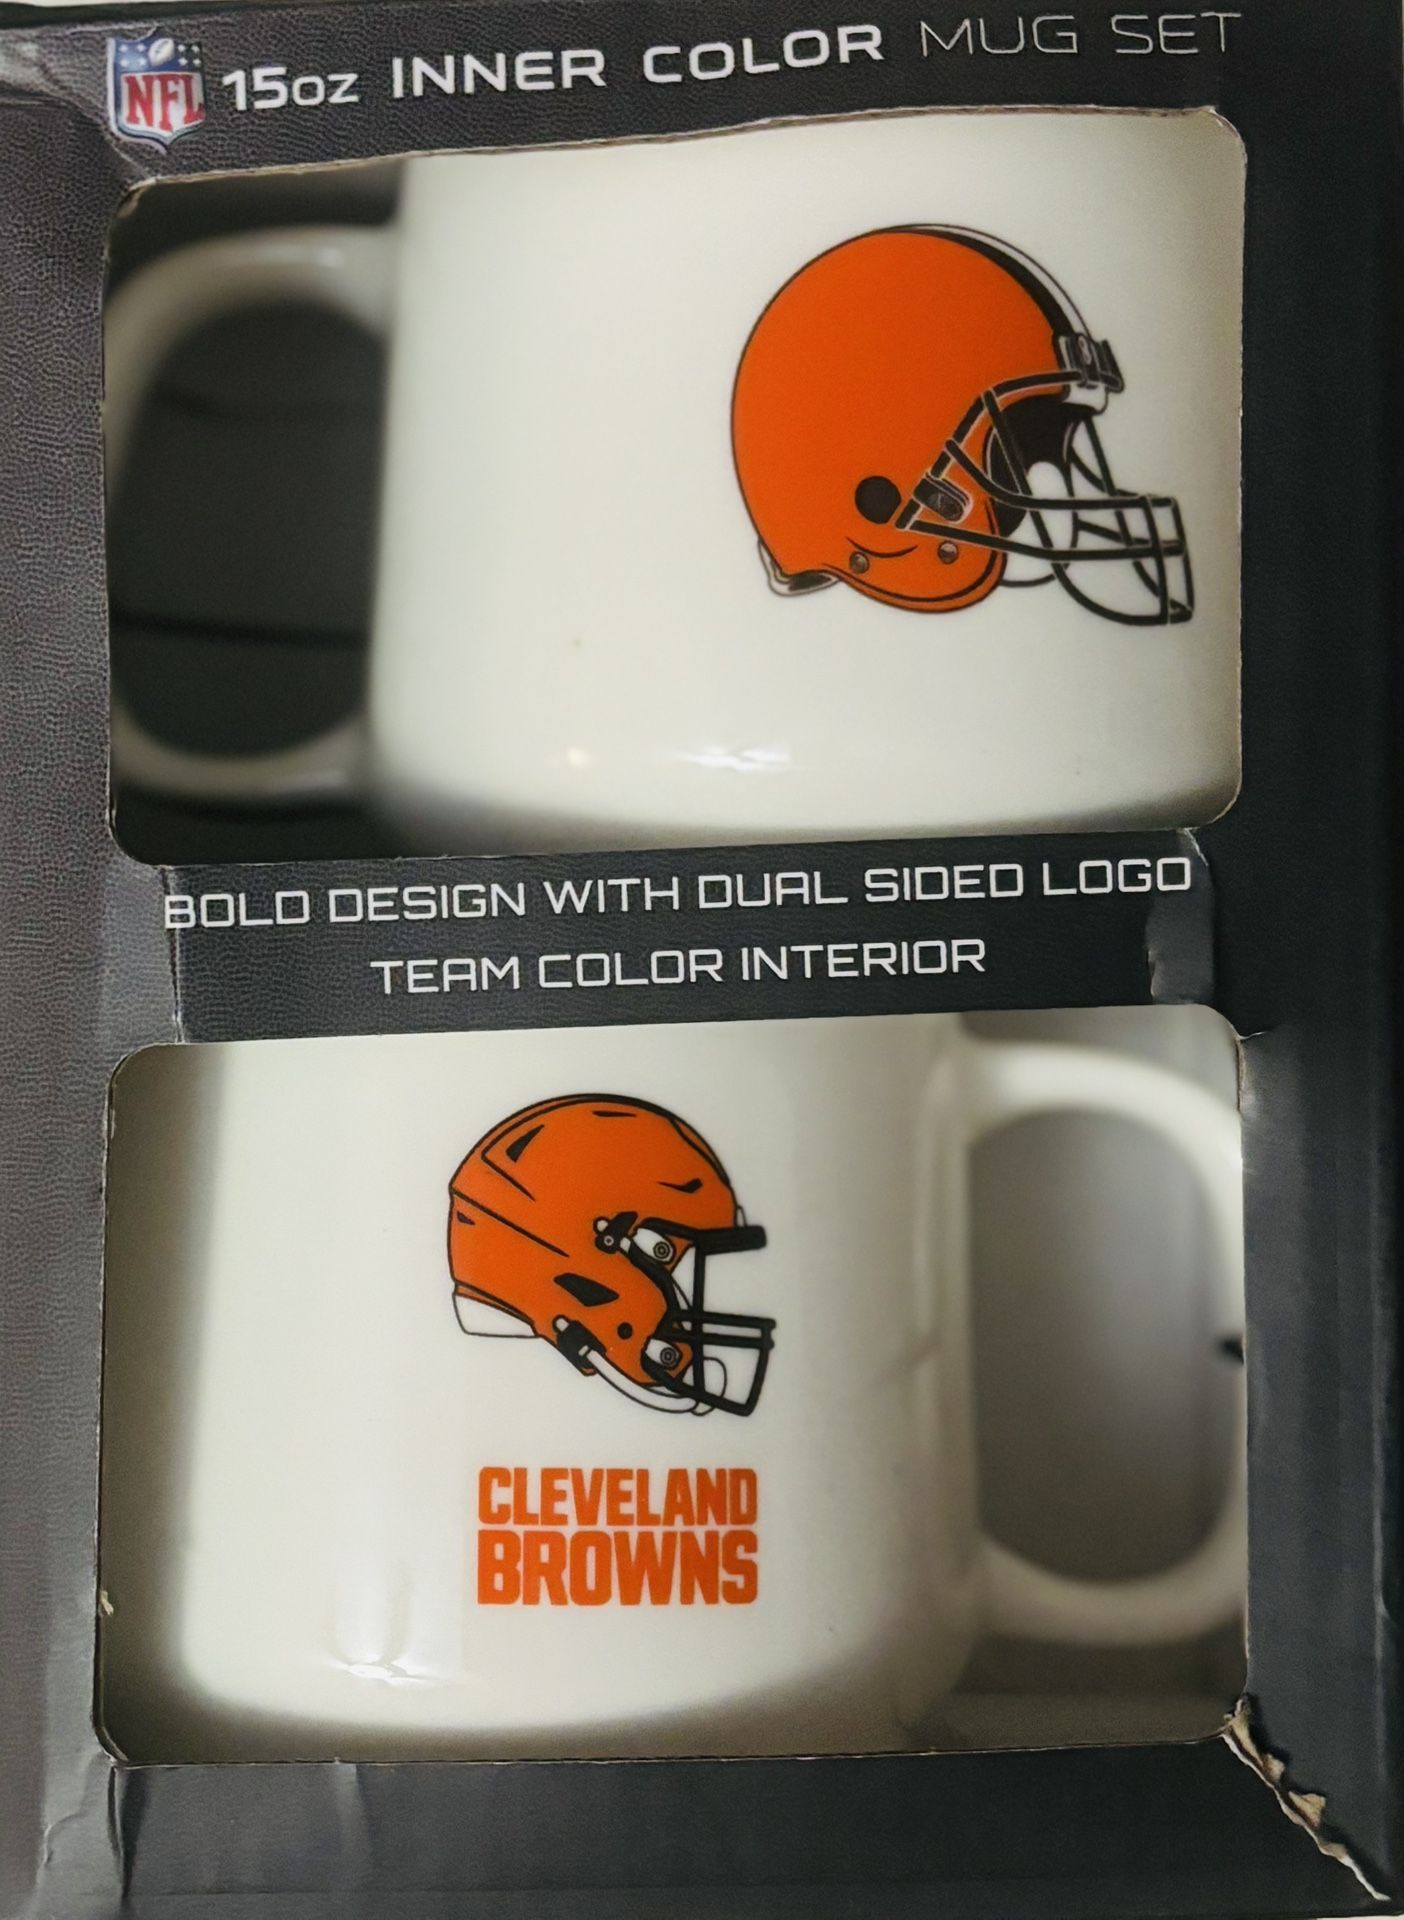 NFL 15oz INNER COLOR MUG SET
BOLD DESIGN WITH DUAL SIDED LOGO
TEAM COLOR INTERIOR
CLEVELAND
BROWNS